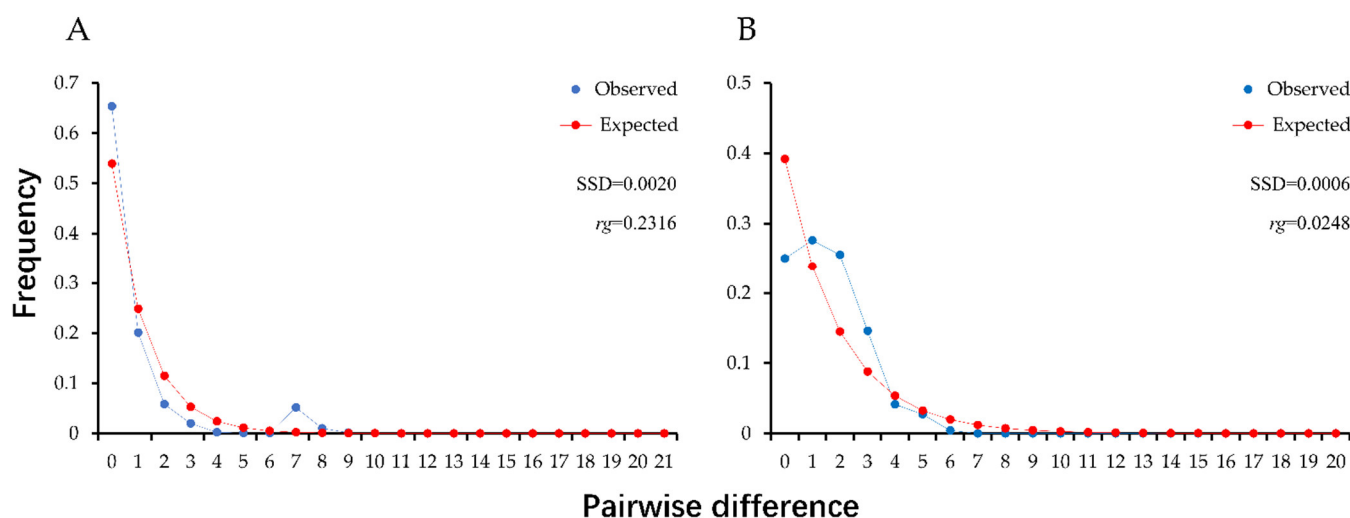 A
0.7
0.6
0.5
0.4
0.3
0.2
0.1
0
Frequency
Observed
Expected
SSD=0.0020
rg=0.2316
0 1 2 3 4 5 6 7 8 9 10 11 12 13 14 15 16 17 18 19 20 21
B
0.5
0.4
0.3
0.2
0.1
0
Observed
Expected
SSD=0.0006
rg=0.0248
0 1 2 3 4 5 6 7 8 9 10 11 12 13 14 15 16 17 18 19 20
Pairwise difference